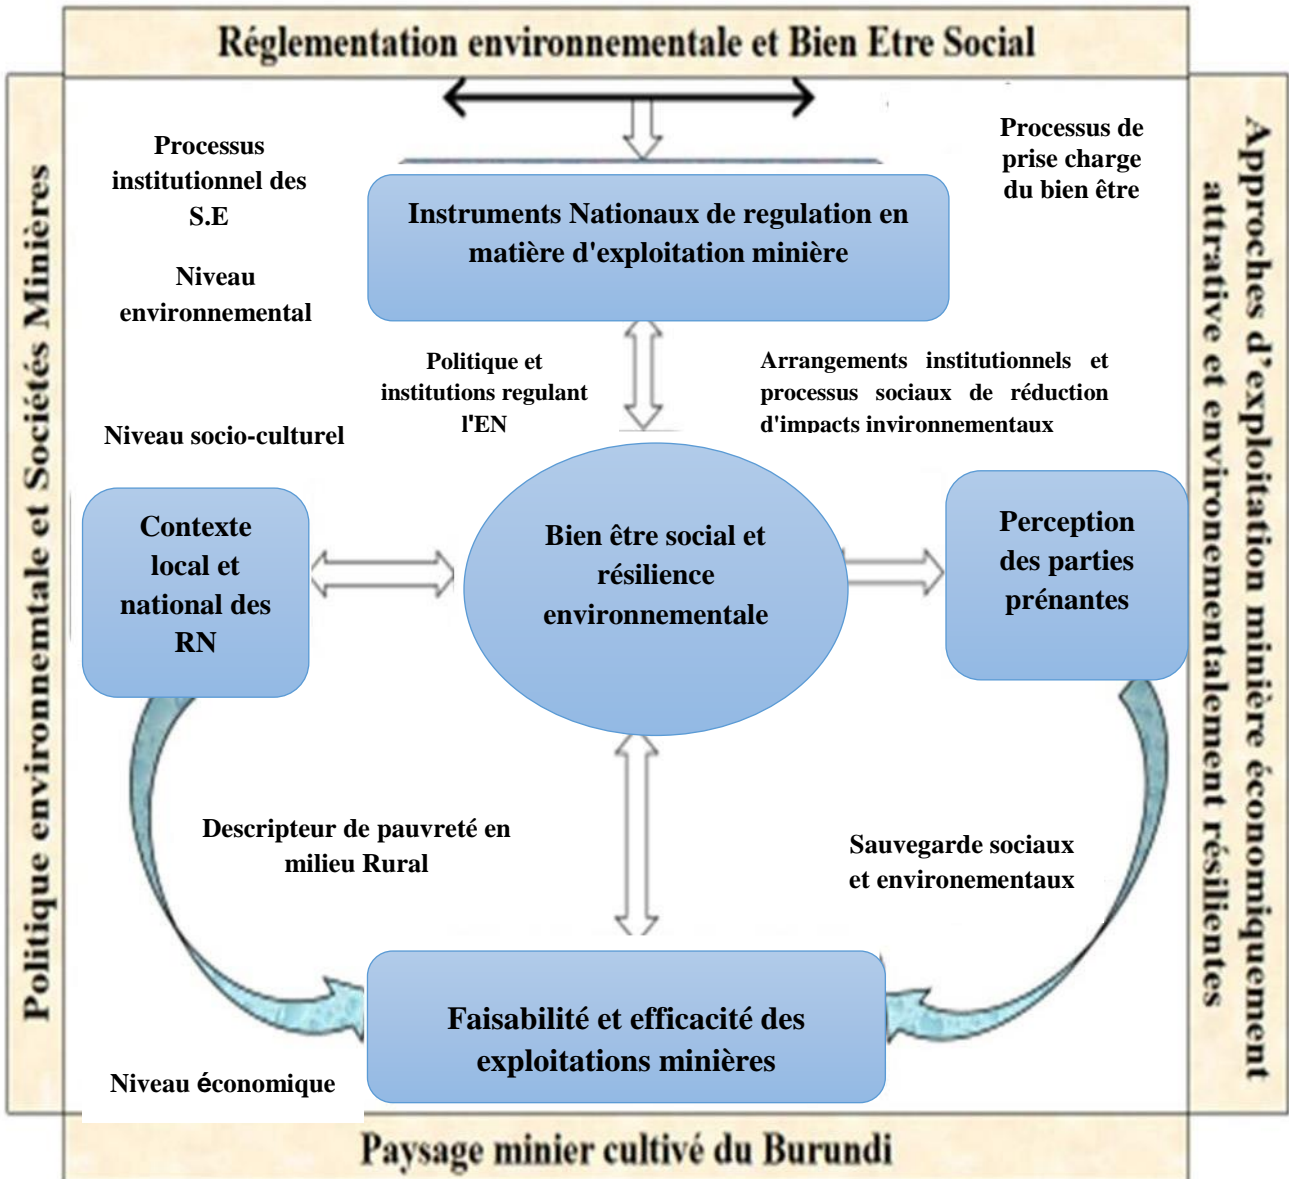 Réglementation environnementale et Bien Etre Social
Politique environnemntale et Sociétés Minières
Processus
institutionnel des
S.E
Niveau
environnemental
Instruments Nationaux de regulation en
matière d'exploitation minière
Processus de
prise charge
du bien être
Politique et
institutions regulant
l'EN
Arrangements institutionnels et
processus sociaux de réduction
d'impacts invironnementaux
Niveau socio-culturel
Contexte
local et
national des
RN
Bien être social et
résilience
environnementale
Perception
des parties
prénantes
Descripteur de pauvreté en
milieu Rural
Sauvegarde sociaux
et environementaux
Faisabilité et efficacité des
exploitations minières
Niveau économique
Approches d'exploitation minière économiquement
attrative et environementalement résilientes
Paysage minier cultivé du Burundi